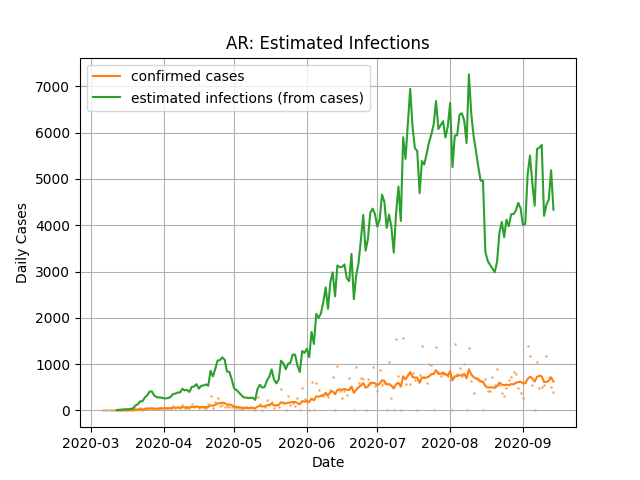 AR: Estimated Infections
confirmed cases
estimated infections (from cases)
7000
6000
5000
4000
3000
2000
1000
0
Daily Cases
2020-03 2020-04 2020-05 2020-06 2020-07 2020-08 2020-09
Date